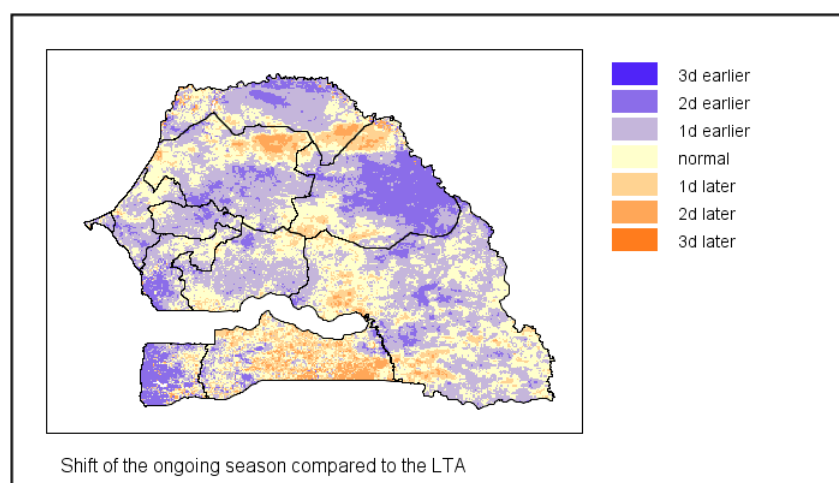 3d earlier
2d earlier
1d earlier
normal
1d later
2d later
3d later
Shift of the ongoing season compared to the LTA